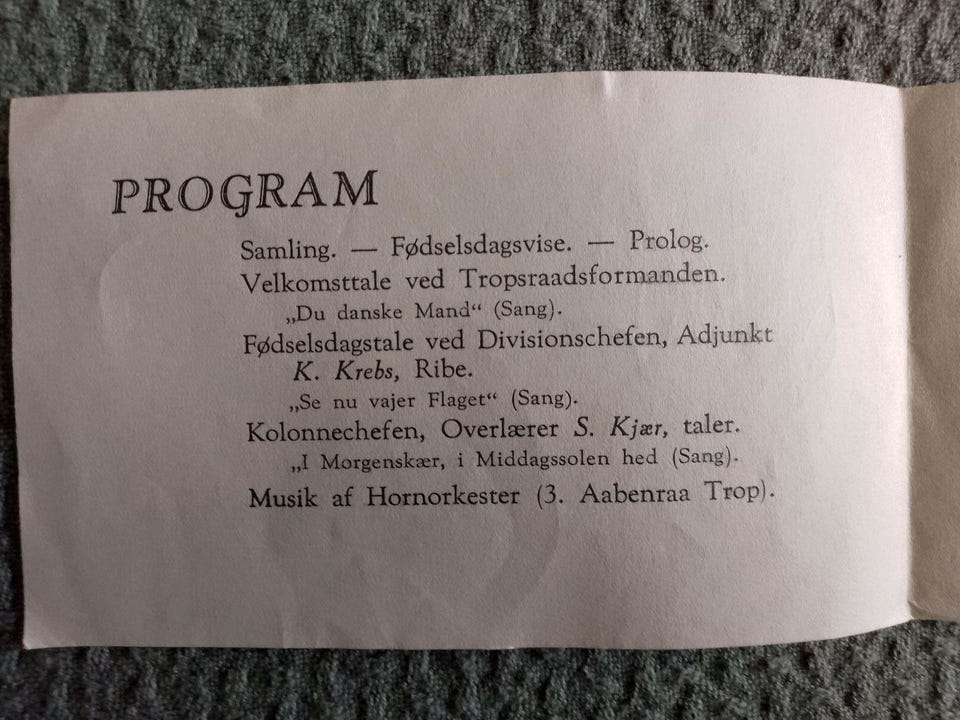 PROGRAM
Samling. — Fødselsdagsvise. — Prolog.
Velkomsttale ved Tropsraadsformanden.
„Du danske Mand“ (Sang).
Fødselsdagstale ved Divisionschefen, Adjunkt
K. Krebs, Ribe.
„Se nu vajer Flaget“ (Sang).
Kolonnechefen, Overlærer S. Kjær, taler.
„I Morgenskær, i Middagssolen hed (Sang).
Musik af Hornorkester (3. Aabenraa Trop).